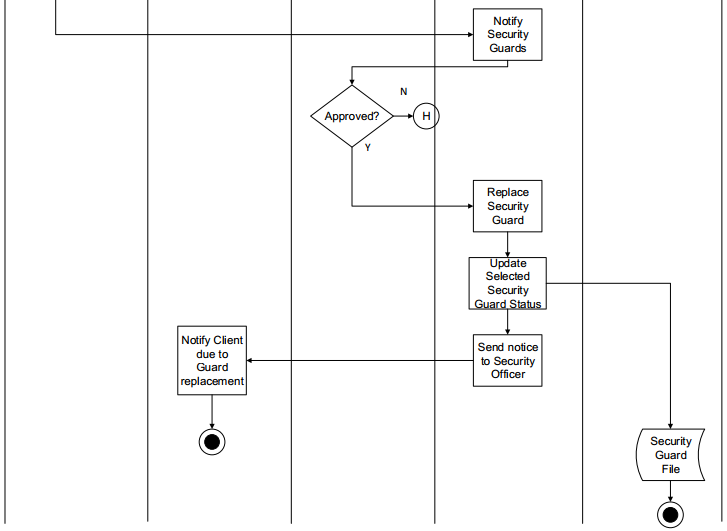 Notify
Security
Guards
N
Approved?
H
Y
Replace
Security
Guard
Update
Selected
Security
Guard Status
Notify Client
due to
Guard
replacement
Send notice
to Security
Officer
Security
Guard
File